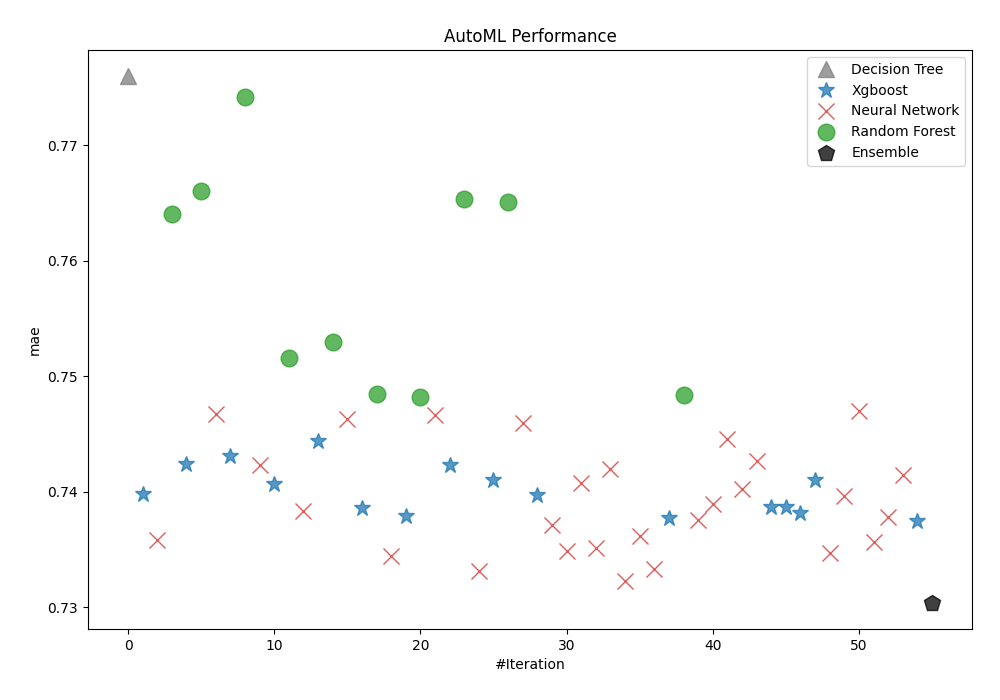 AutoML Performance
Decision Tree
Xgboost
Neural Network
Random Forest
Ensemble
0.77
0.76
0.75
0.74
0.73
mae
0
10
20
30
40
50
#Iteration